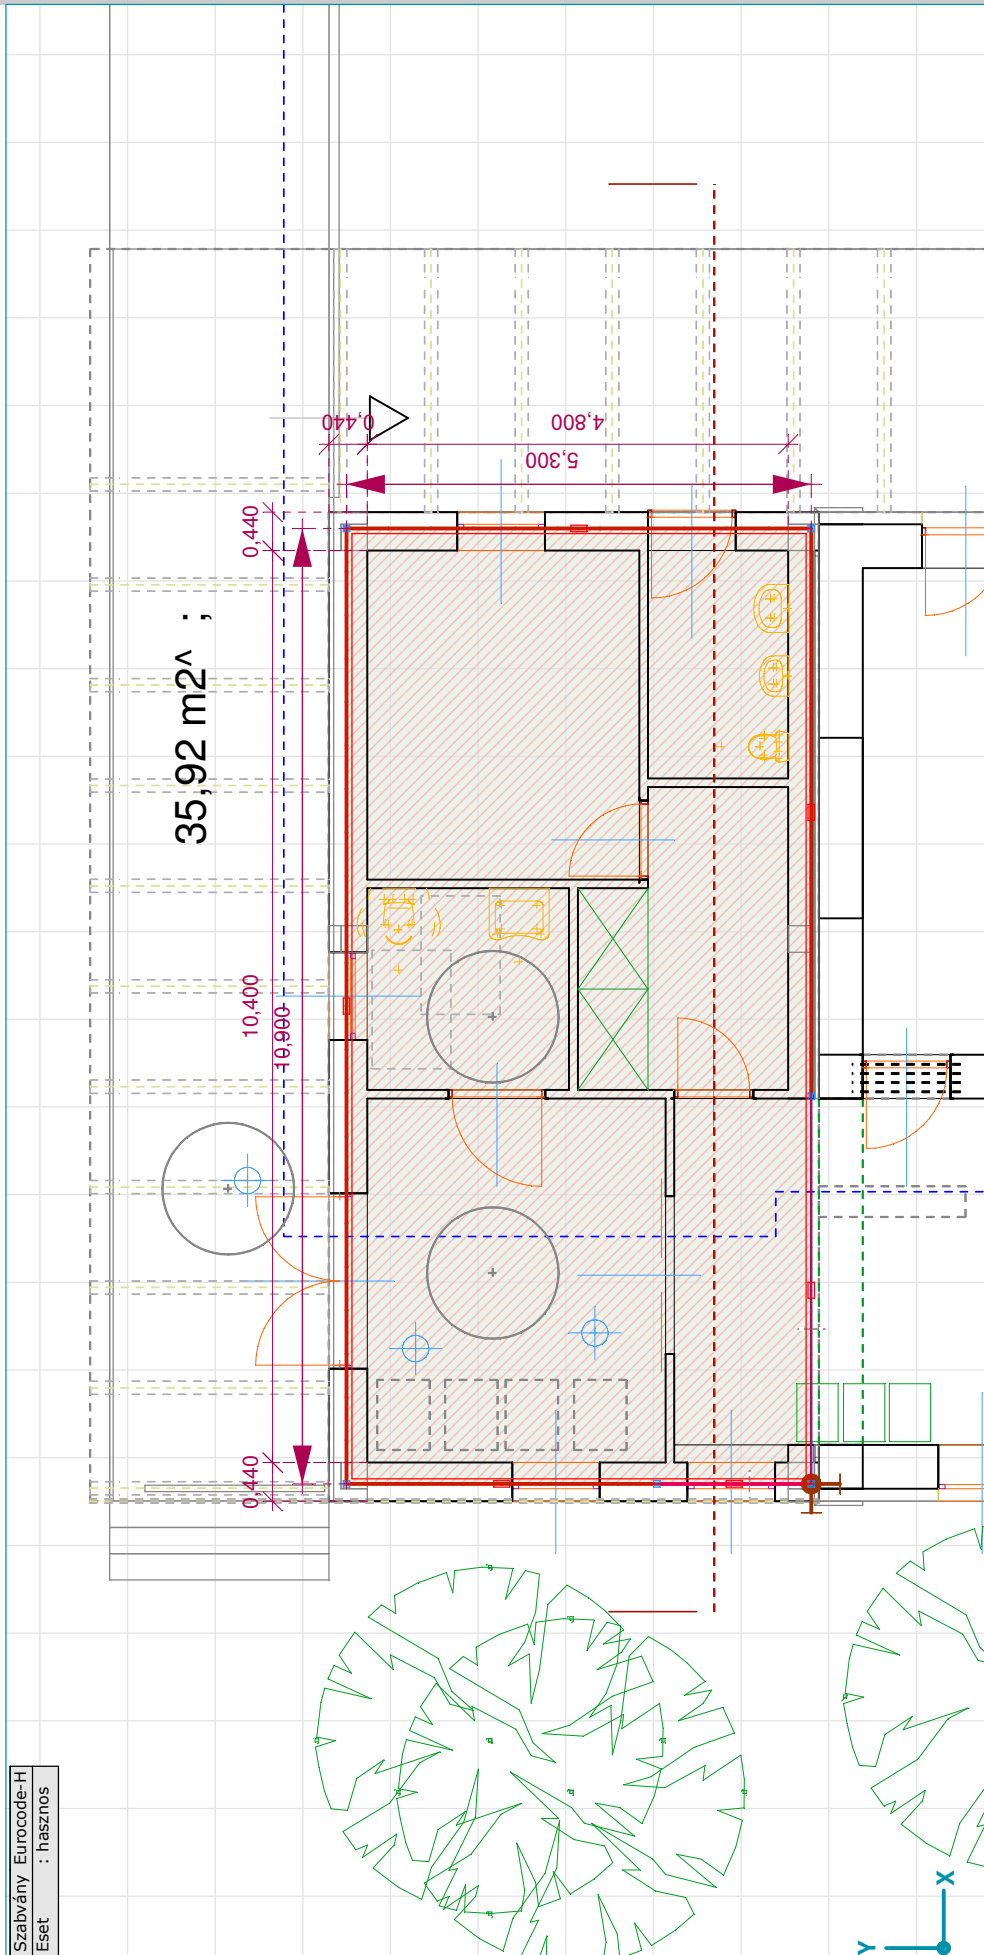 0,440
4,800
5,300
0,440
35,92 m2^ ;
10,400
10,900
0,440
Szabvány Eurocode-H
Eset : hasznos
X
Y